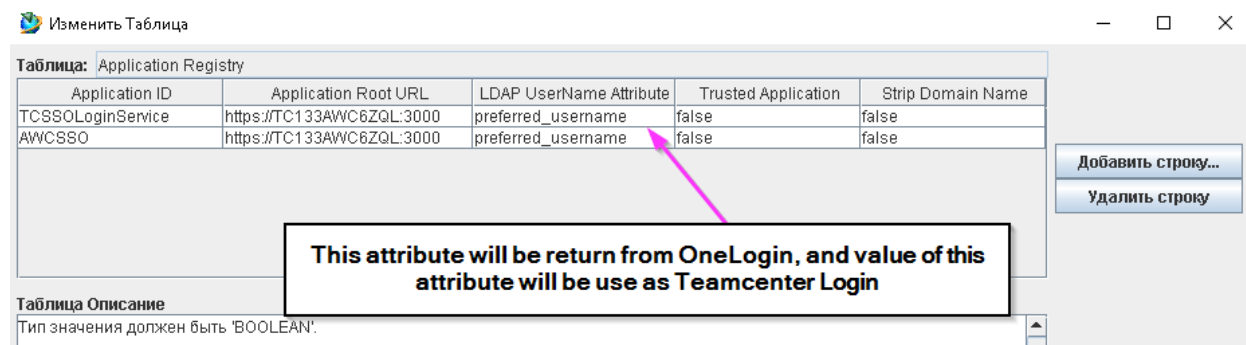 Изменить Таблица
Таблица: Application Registry
Application ID Application Root URL LDAP UserName Attribute Trusted Application Strip Domain Name
TCSSOLoginService https://TC133AWC6ZQL:3000 preferred_username false false
AWCSSO https://TC133AWC6ZQL:3000 preferred_username false false
Добавить строку...
Удалить строку
This attribute will be return from OneLogin, and value of this
attribute will be use as Teamcenter Login
Таблица Описание
Тип значения должен быть 'BOOLEAN'.